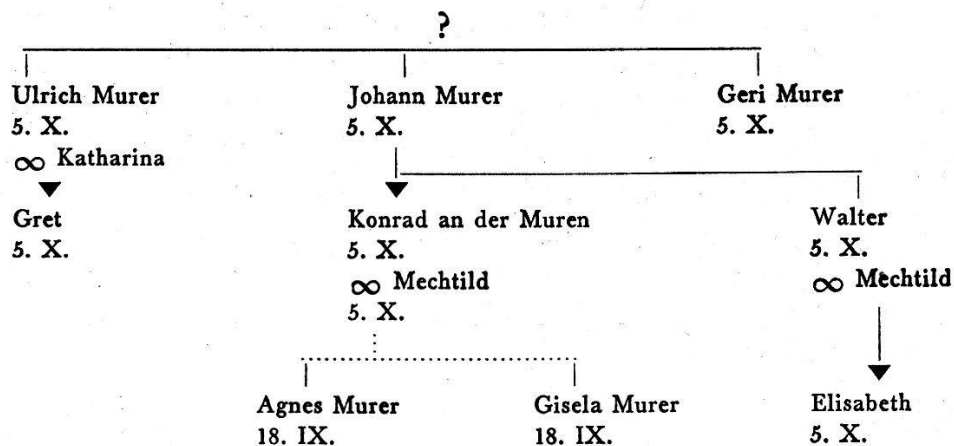 ?
Ulrich Murer
5. X.
∞ Katharina
Gret
5. X.
Johann Murer
5. X.
Geri Murer
5. X.
Konrad an der Muren
5. X.
∞ Mechtild
5. X.
Walter
5. X.
∞ Mechtild
Agnes Murer
18. IX.
Gisela Murer
18. IX.
Elisabeth
5. X.